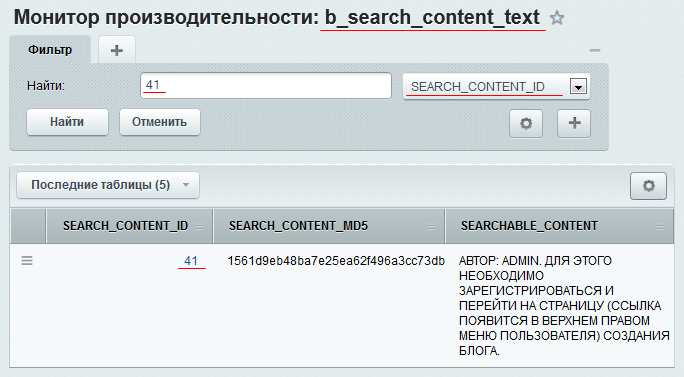 Монитор производительности: b_search_content_text
Фильтр
Найти: 41 SEARCH_CONTENT_ID
Найти Отменить
Последние таблицы (5)
SEARCH_CONTENT_ID SEARCH_CONTENT_MD5 SEARCHABLE_CONTENT
41 1561d9eb48ba7e25ea62f496a3cc73db АВТОР: ADMIN. ДЛЯ ЭТОГО
НЕОБХОДИМО
ЗАРЕГИСТРИРОВАТЬСЯ И
ПЕРЕЙТИ НА СТРАНИЦУ (ССЫЛКА
ПОЯВИТСЯ В ВЕРХНЕМ ПРАВОМ
МЕНЮ ПОЛЬЗОВАТЕЛЯ) СОЗДАНИЯ
БЛОГА.